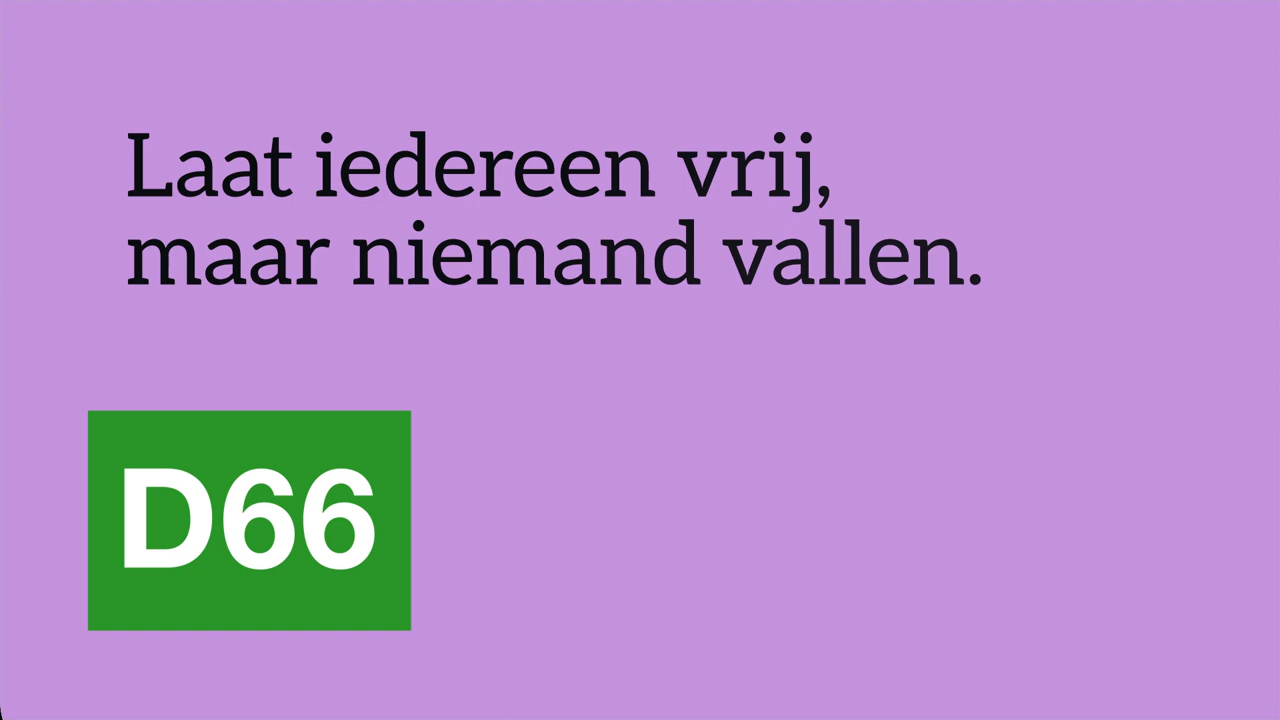 Laat iedereen vrij,
maar niemand vallen.
D66